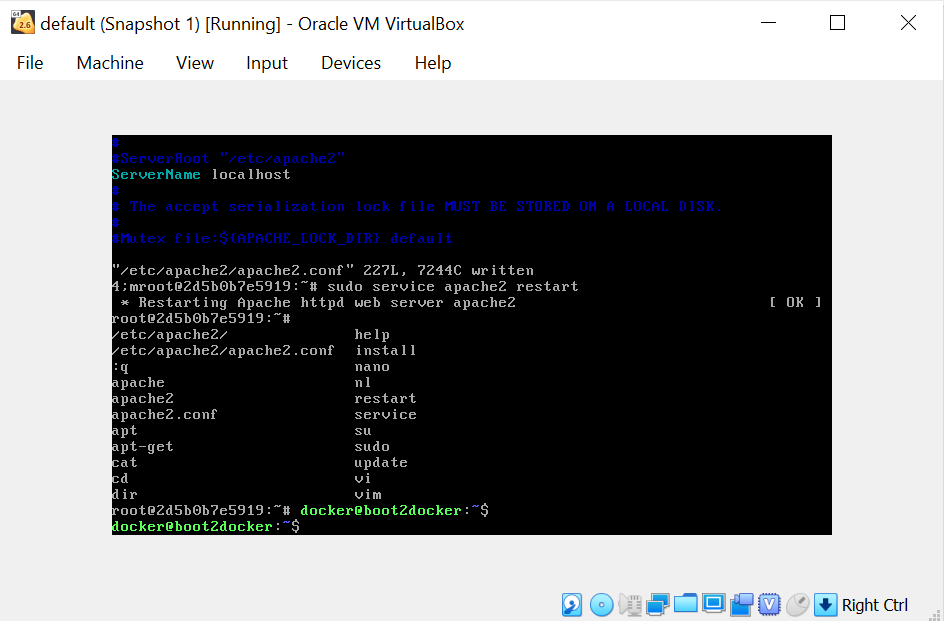 default (Snapshot 1) [Running] - Oracle VM VirtualBox
File Machine View Input Devices Help
#
#ServerRoot "/etc/apache2"
ServerName localhost
#
# The accept serialization lock file MUST BE STORED ON A LOCAL DISK.
#
#Mutex file:${APACHE_LOCK_DIR} default
"/etc/apache2/apache2.conf" 227L, 7244C written
4;mroot@2d5b0b7e5919:~# sudo service apache2 restart
* Restarting Apache httpd web server apache2 [ OK ]
root@2d5b0b7e5919:~#
/etc/apache2/ help
/etc/apache2/apache2.conf install
:q nano
apache nl
apache2 restart
apache2.conf service
apt su
apt-get sudo
cat update
cd vi
dir vim
root@2d5b0b7e5919:~# docker@boot2docker:~$
docker@boot2docker:~$
Right Ctrl